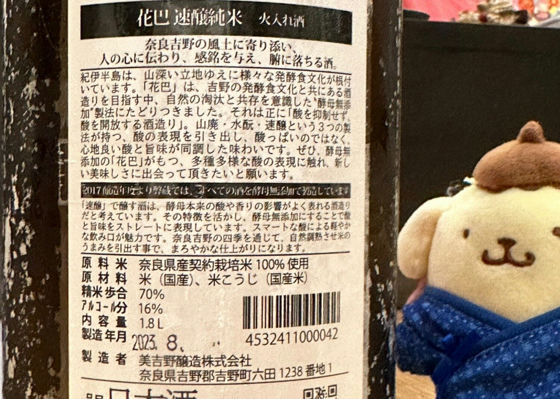 花巴 速醸純米 火入れ酒
奈良吉野の風土に寄り添い、
人の心に伝わり、感銘を与え、腑に落ちる酒。
紀伊半島は、山深い立地ゆえに様々な発酵食文化が根付
いています。「花巴」は、吉野の発酵食文化と共にある酒
造りを目指す中、自然の淘汰と共存を意識した"酵母無添
加"製法にたどりつきました。それは正に「酸を抑制せず、
酸を開放する酒造り」。山廃・水酛・速醸という3つの製
法が持つ、酸の表現を引き出し、酸っぱいのではなく、
心地良い酸と旨味が同調した味わいです。ぜひ、酵母無
添加の「花巴」がもつ、多種多様な酸の表現に触れ、新し
い美味しさに出会って頂きたいと願います。
2017醸造年度より弊蔵では、すべての酒を酵母無添加で製造しています
「速醸」で醸す酒は、酵母本来の酸や香りの影響がよく表れる酒造り
だと考えています。その特徴を活かし、酵母無添加にすることで酸
と旨味をストレートに表現しています。スマートな酸による軽やか
な飲み口が魅力です。奈良吉野の四季を通じて、自然調熟させ米の
うまみを引出す事で、まろやかな仕上がりになります。
原料米 奈良県産契約栽培米100%使用
原材料 米(国産)、米こうじ(国産米)
精米歩合 70%
アルコール分 16%
内容量 1.8L
製造年月 2023. 8.
4532411000042
製造者 美吉野醸造株式会社
奈良県吉野郡吉野町六田1238番地1
日本酒